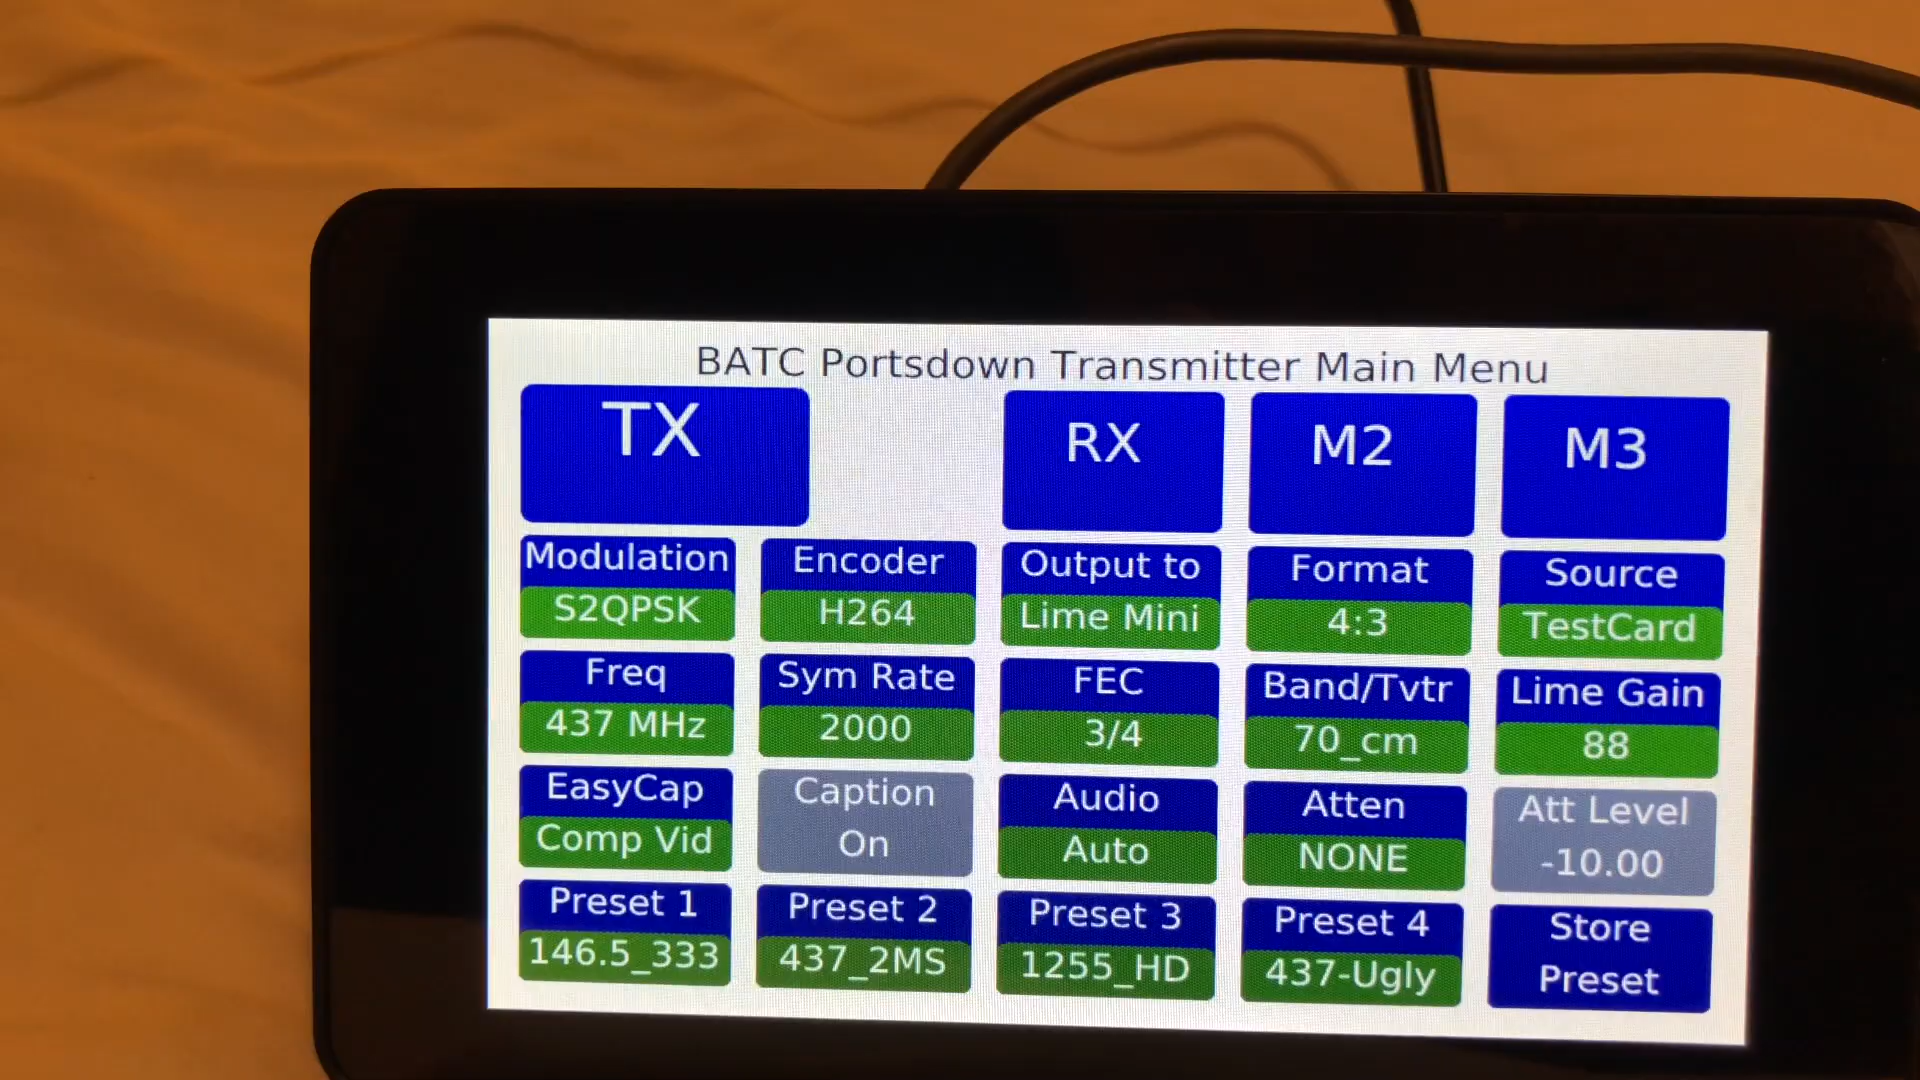 BATC Portsdown Transmitter Main Menu
TX
RX
M2
M3
Modulation
S2QPSK
Encoder
H264
Output to
Lime Mini
Format
4:3
Source
TestCard
Freq
437 MHz
Sym Rate
2000
FEC
3/4
Band/Tvtr
70_cm
Lime Gain
88
EasyCap
Comp Vid
Caption
On
Audio
Auto
Atten
NONE
Att Level
-10.00
Preset 1
146.5_333
Preset 2
437_2MS
Preset 3
1255_HD
Preset 4
437-Ugly
Store
Preset